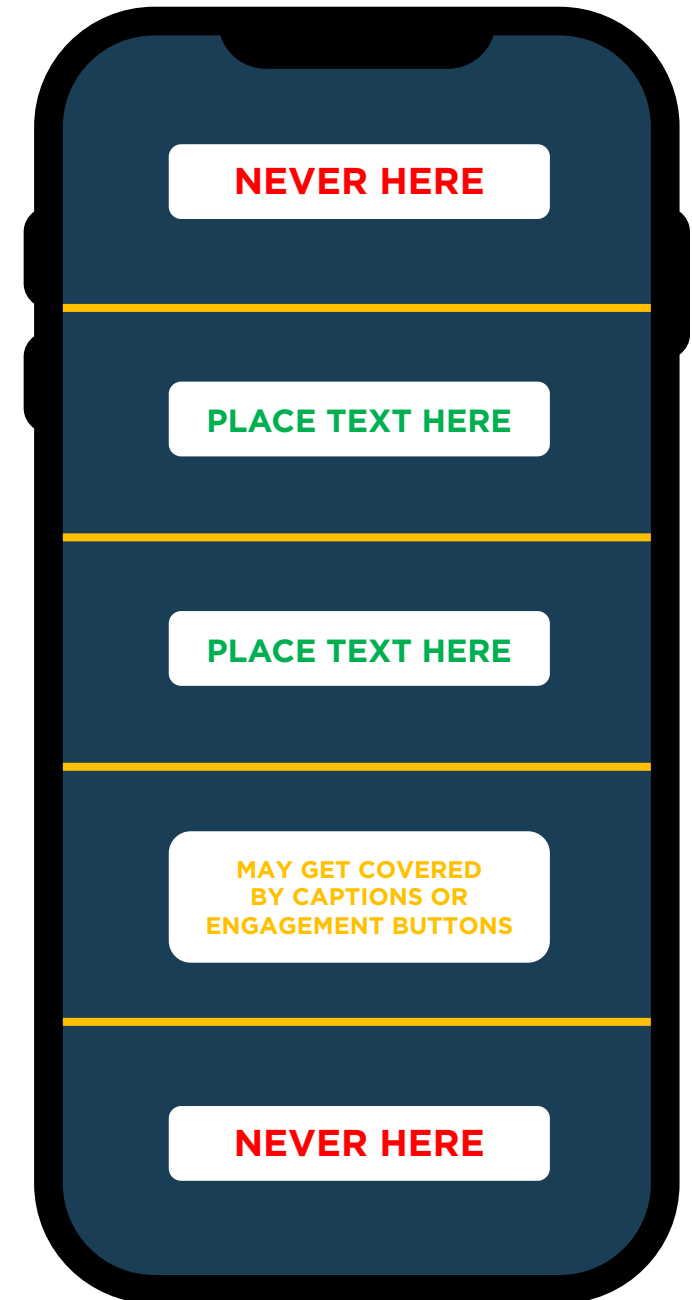 NEVER HERE
PLACE TEXT HERE
PLACE TEXT HERE
MAY GET COVERED
BY CAPTIONS OR
ENGAGEMENT BUTTONS
NEVER HERE